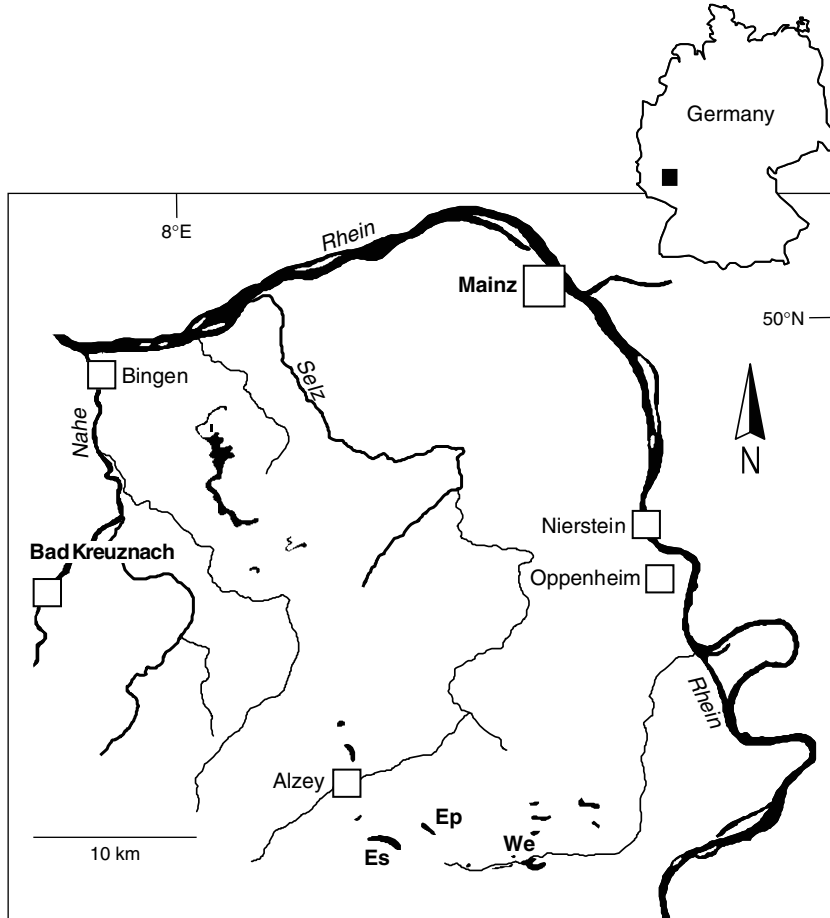 Germany
8°E
Rhein
Mainz
50°N
Bingen
Selz
Nahe
N
Nierstein
Bad Kreuznach
Oppenheim
Rhein
Alzey
Ep
We
10 km
Es